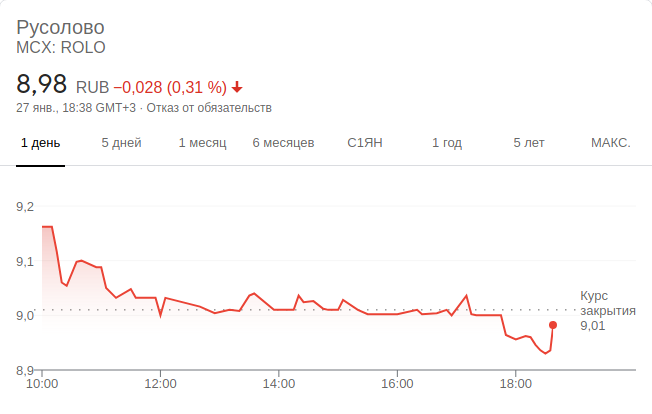 Русолово
MCX: ROLO
8,98 RUB −0,028 (0,31 %)
27 янв., 18:38 GMT+3 · Отказ от обязательств
1 день 5 дней 1 месяц 6 месяцев С1ЯН 1 год 5 лет МАКС.
9,2
9,1
9,0
8,9
Курс
закрытия
9,01
10:00 12:00 14:00 16:00 18:00